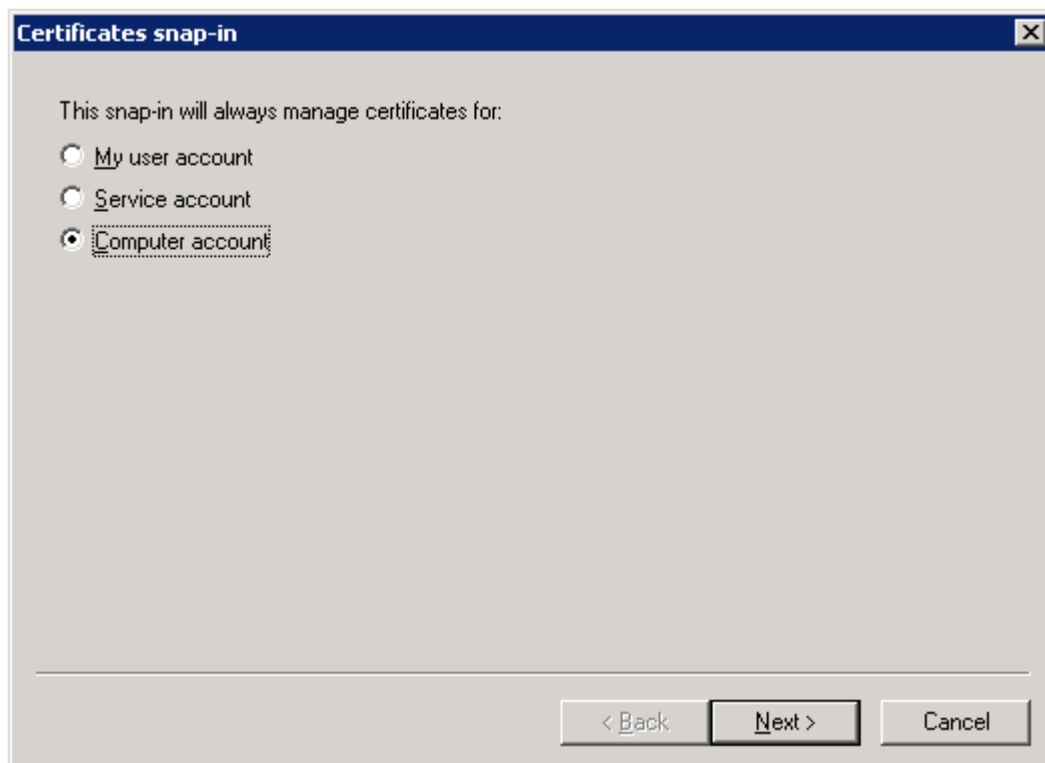 Certificates snap-in
This snap-in will always manage certificates for:
My user account
Service account
Computer account
< Back
Next >
Cancel